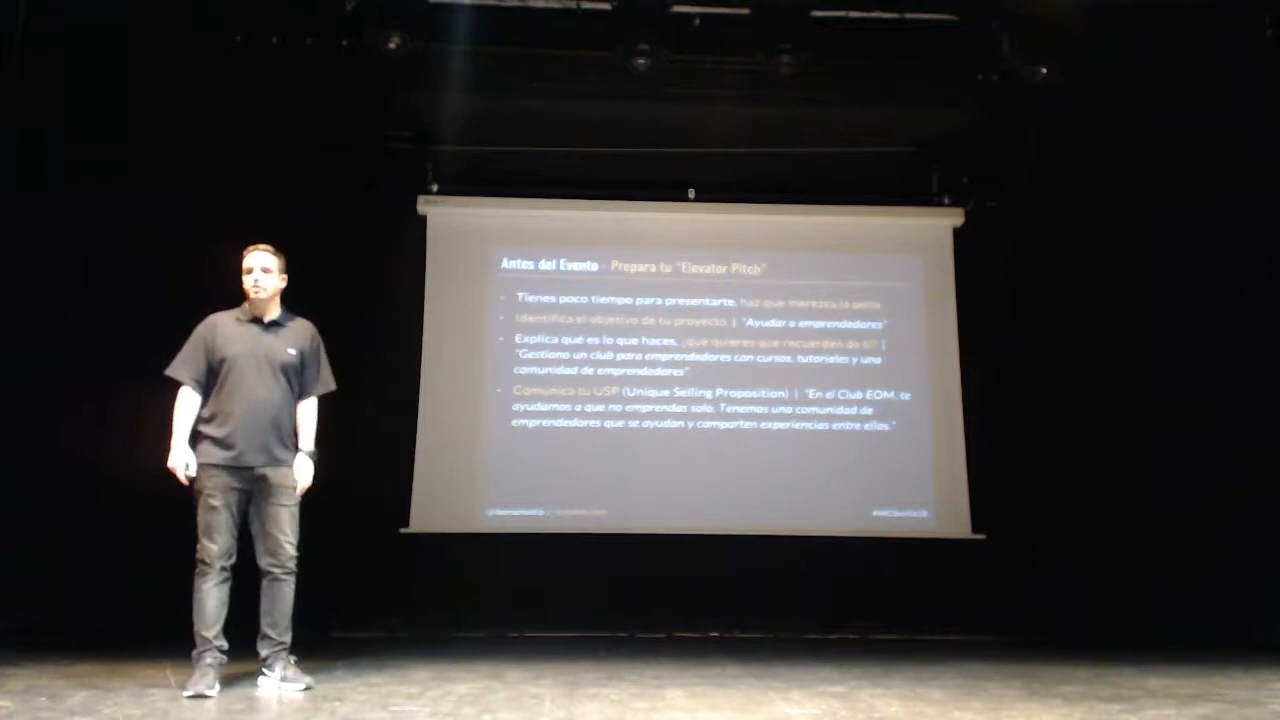 Antes del Evento - Prepara tu "Elevator Pitch"
- Tienes poco tiempo para presentarte, haz que merezca la pena
- Identifica el objetivo de tu proyecto | "Ayudar a emprendedores"
- Explica qué es lo que haces, ¿qué quieres que recuerden de ti? |
"Gestiono un club para emprendedores con cursos, tutoriales y una
comunidad de emprendedores"
- Comunica tu USP (Unique Selling Proposition) | "En el Club EOM, te
ayudamos a que no emprendas solo. Tenemos una comunidad de
emprendedores que se ayudan y comparten experiencias entre ellos."